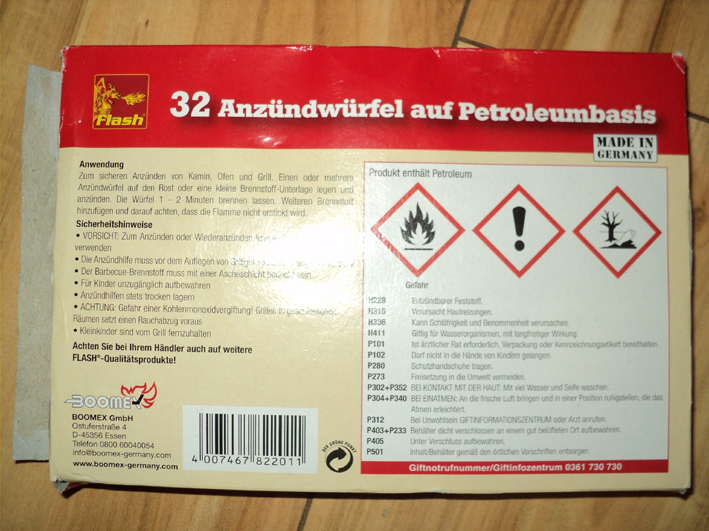 Flash®
32 Anzündwürfel auf Petroleumbasis
MADE IN
GERMANY
Anwendung
Zum sicheren Anzünden von Kamin, Ofen und Grill. Einen oder mehrere
Anzündwürfel auf den Rost oder eine kleine Brennstoff-Unterlage legen und
anzünden. Die Würfel 1 - 2 Minuten brennen lassen. Weiteren Brennstoff
hinzufügen und darauf achten, dass die Flamme nicht erstickt wird.
Sicherheitshinweise
• VORSICHT: Zum Anzünden oder Wiederanzünden kein
verwenden
• Die Anzündhilfe muss vor dem Auflegen von
• Der Barbecue-Brennstoff muss mit einer Ascheschicht bedeckt sein
• Für Kinder unzugänglich aufbewahren
• Anzündhilfen stets trocken lagern
• ACHTUNG: Gefahr einer Kohlenmonoxidvergiftung! Grillen in geschlossenen
Räumen setzt einen Rauchabzug voraus
• Kleinkinder sind vom Grill fernzuhalten
Achten Sie bei Ihrem Händler auch auf weitere
FLASH®-Qualitätsprodukte!
BOOMEX
BOOMEX GmbH
Ostuferstraße 4
D-45356 Essen
Telefon 0800 60040054
info@boomex-germany.com
www.boomex-germany.com
4 007467 822011
DER GRÜNE PUNKT
Produkt enthält Petroleum
Gefahr
H228 Entzündbarer Feststoff.
H315 Verursacht Hautreizungen.
H336 Kann Schläfrigkeit und Benommenheit verursachen.
H411 Giftig für Wasserorganismen, mit langfristiger Wirkung.
P101 Ist ärztlicher Rat erforderlich, Verpackung oder Kennzeichnungsetikett bereithalten.
P102 Darf nicht in die Hände von Kindern gelangen.
P280 Schutzhandschuhe tragen.
P273 Freisetzung in die Umwelt vermeiden.
P302+P352 BEI KONTAKT MIT DER HAUT: Mit viel Wasser und Seife waschen.
P304+P340 BEI EINATMEN: An die frische Luft bringen und in einer Position ruhigstellen, die das
Atmen erleichtert.
P312 Bei Unwohlsein GIFTINFORMATIONSZENTRUM oder Arzt anrufen.
P403+P233 Behälter dicht verschlossen an einem gut belüfteten Ort aufbewahren.
P405 Unter Verschluss aufbewahren.
P501 Inhalt/Behälter gemäß den örtlichen Vorschriften entsorgen.
Giftnotrufnummer/Giftinfozentrum 0361 730 730